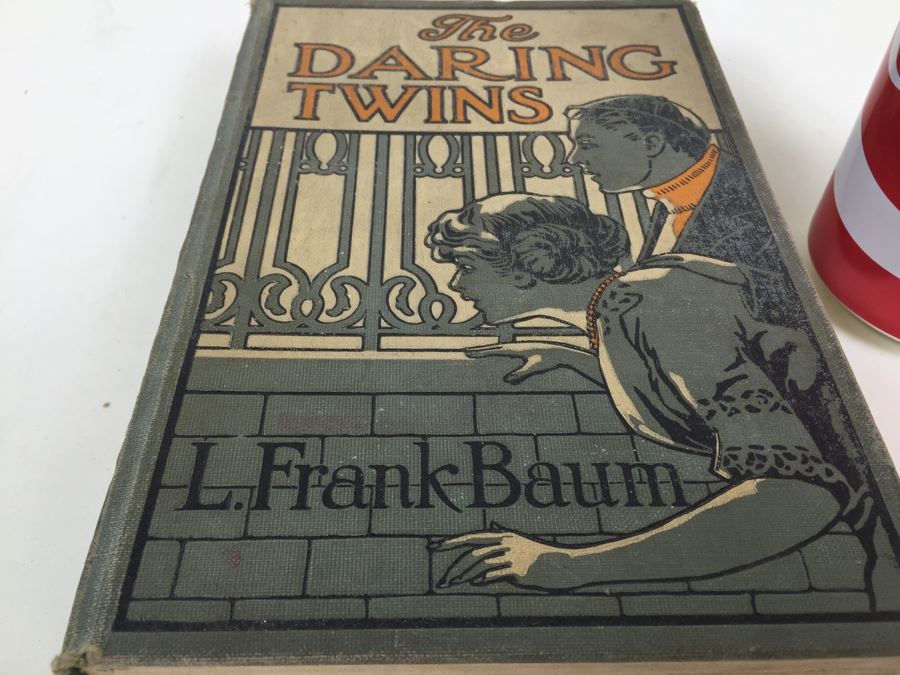 The
DARING
TWINS
L. Frank Baum